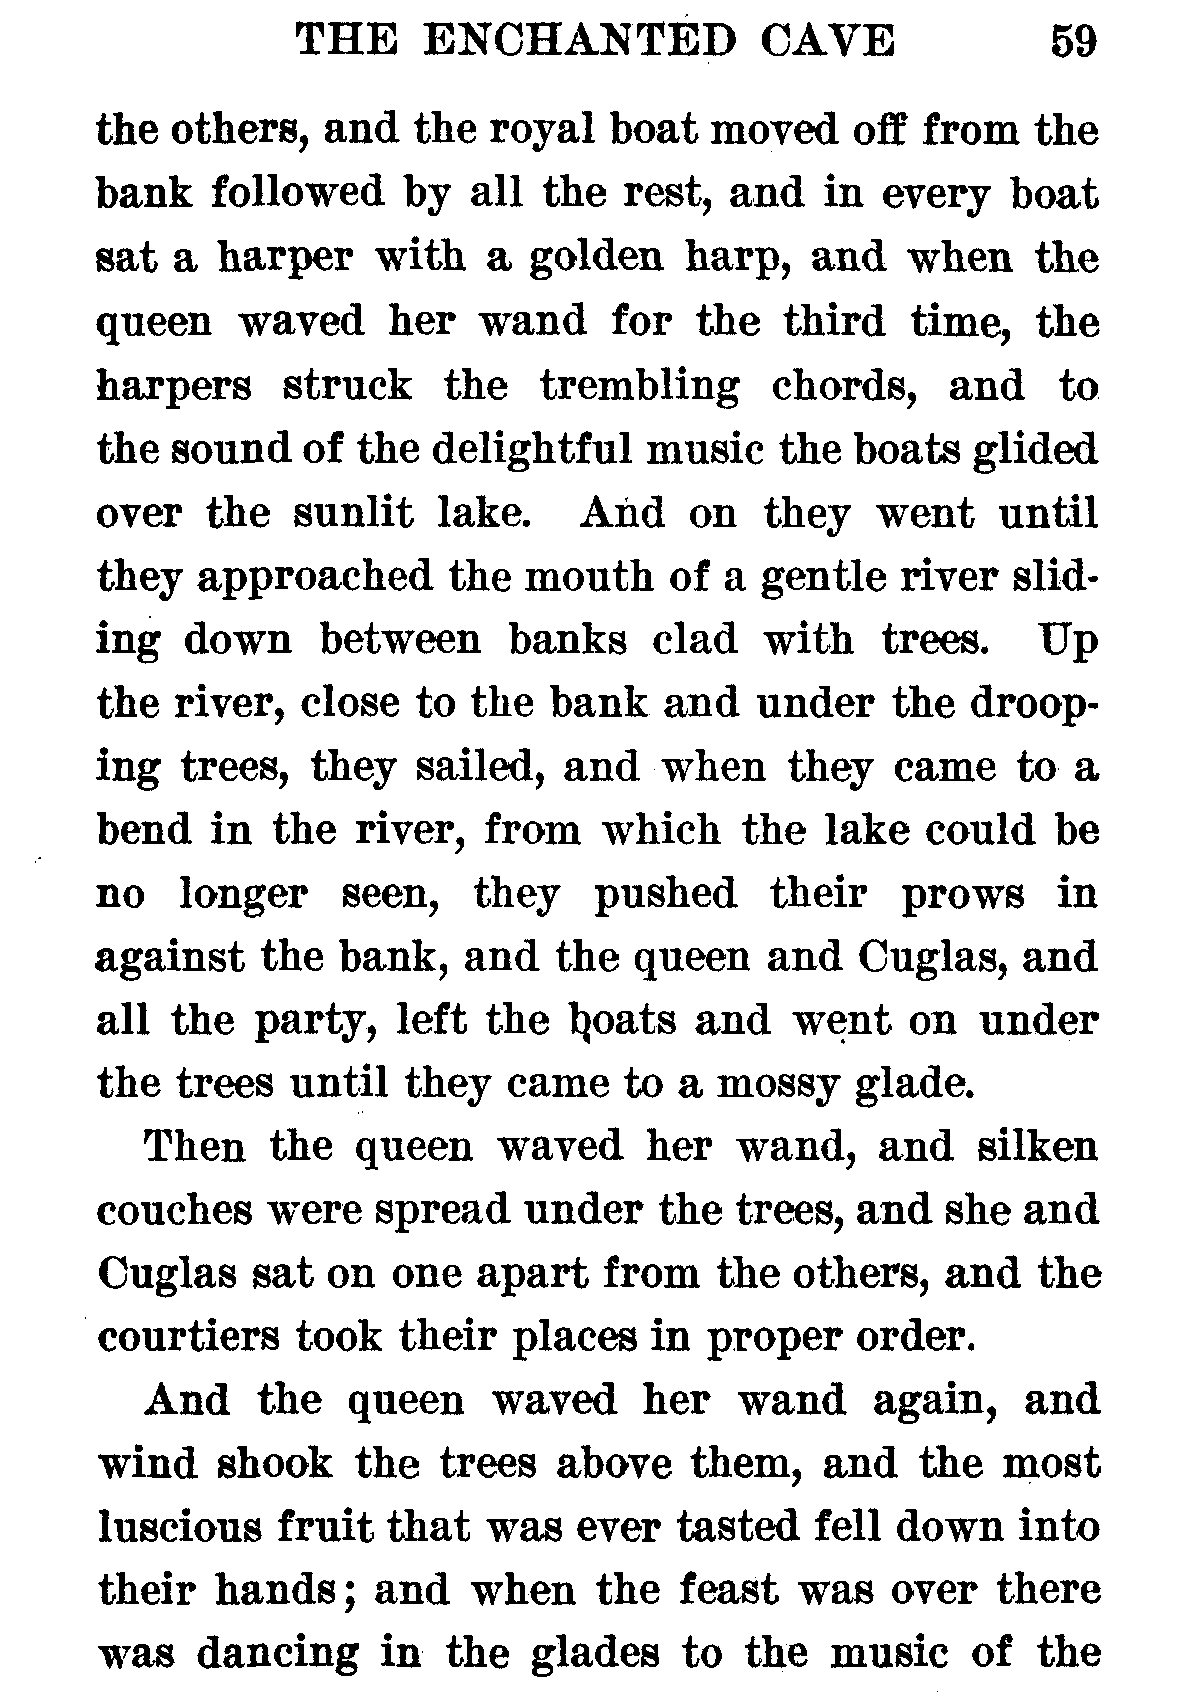 THE ENCHANTED CAVE 59
the others, and the royal boat moved off from the
bank followed by all the rest, and in every boat
sat a harper with a golden harp, and when the
queen waved her wand for the third time, the
harpers struck the trembling chords, and to
the sound of the delightful music the boats glided
over the sunlit lake. And on they went until
they approached the mouth of a gentle river slid-
ing down between banks clad with trees. Up
the river, close to the bank and under the droop-
ing trees, they sailed, and when they came to a
bend in the river, from which the lake could be
no longer seen, they pushed their prows in
against the bank, and the queen and Cuglas, and
all the party, left the boats and went on under
the trees until they came to a mossy glade.
Then the queen waved her wand, and silken
couches were spread under the trees, and she and
Cuglas sat on one apart from the others, and the
courtiers took their places in proper order.
And the queen waved her wand again, and
wind shook the trees above them, and the most
luscious fruit that was ever tasted fell down into
their hands; and when the feast was over there
was dancing in the glades to the music of the